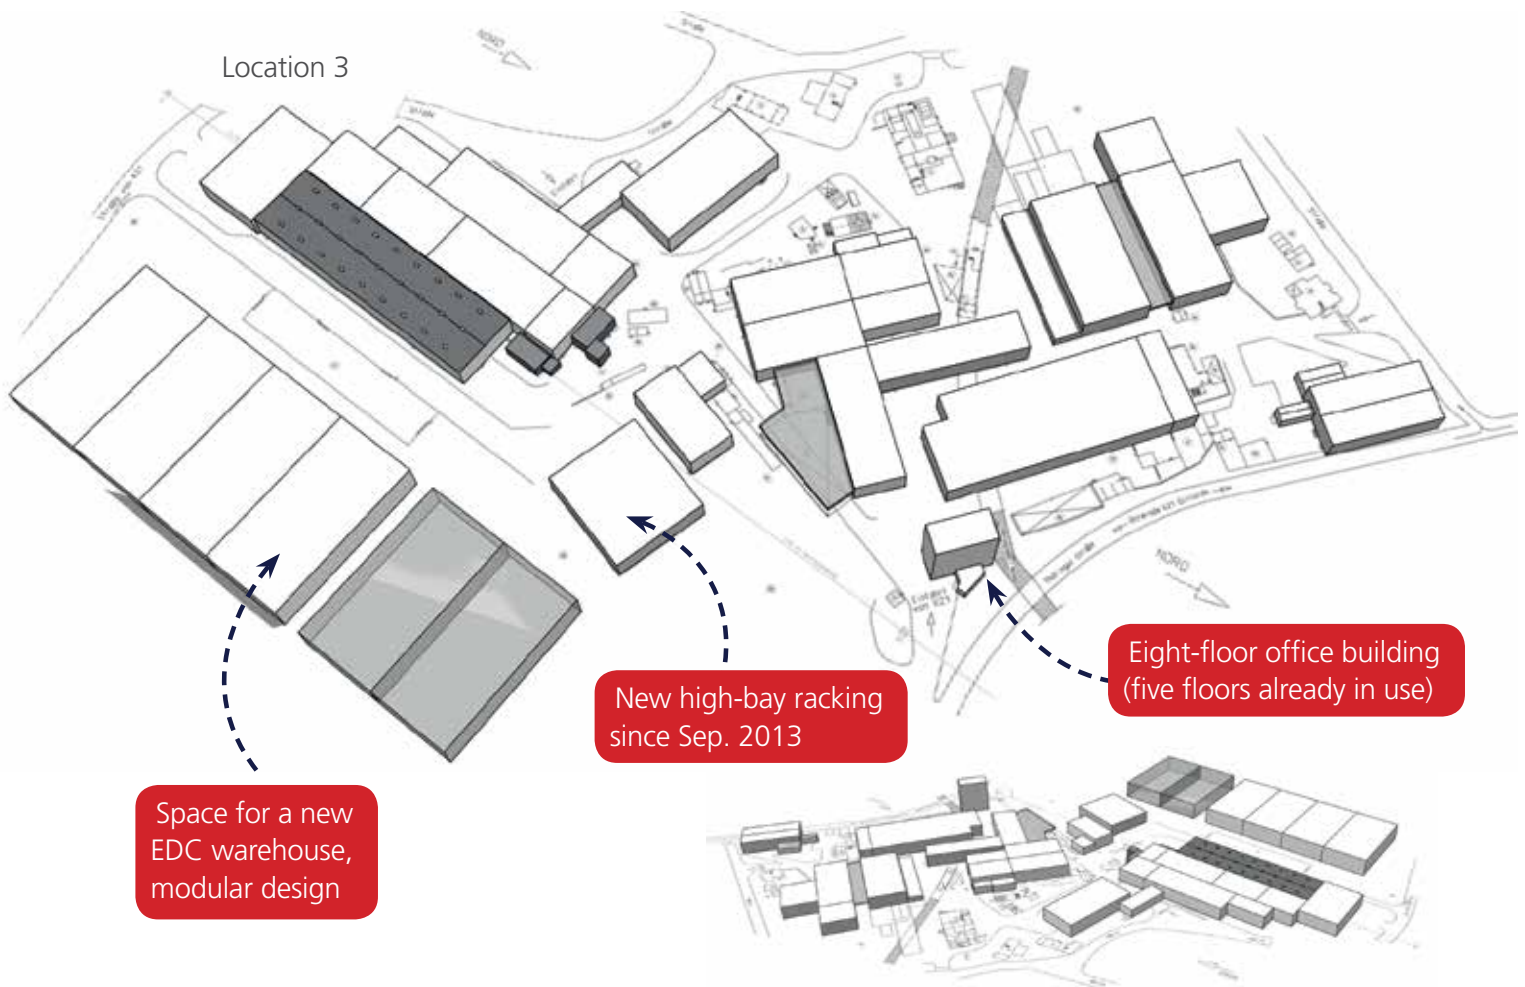 NORD
Location 3
NORD
Eight-floor office building
(five floors already in use)
New high-bay racking
since Sep. 2013
Space for a new
EDC warehouse,
modular design